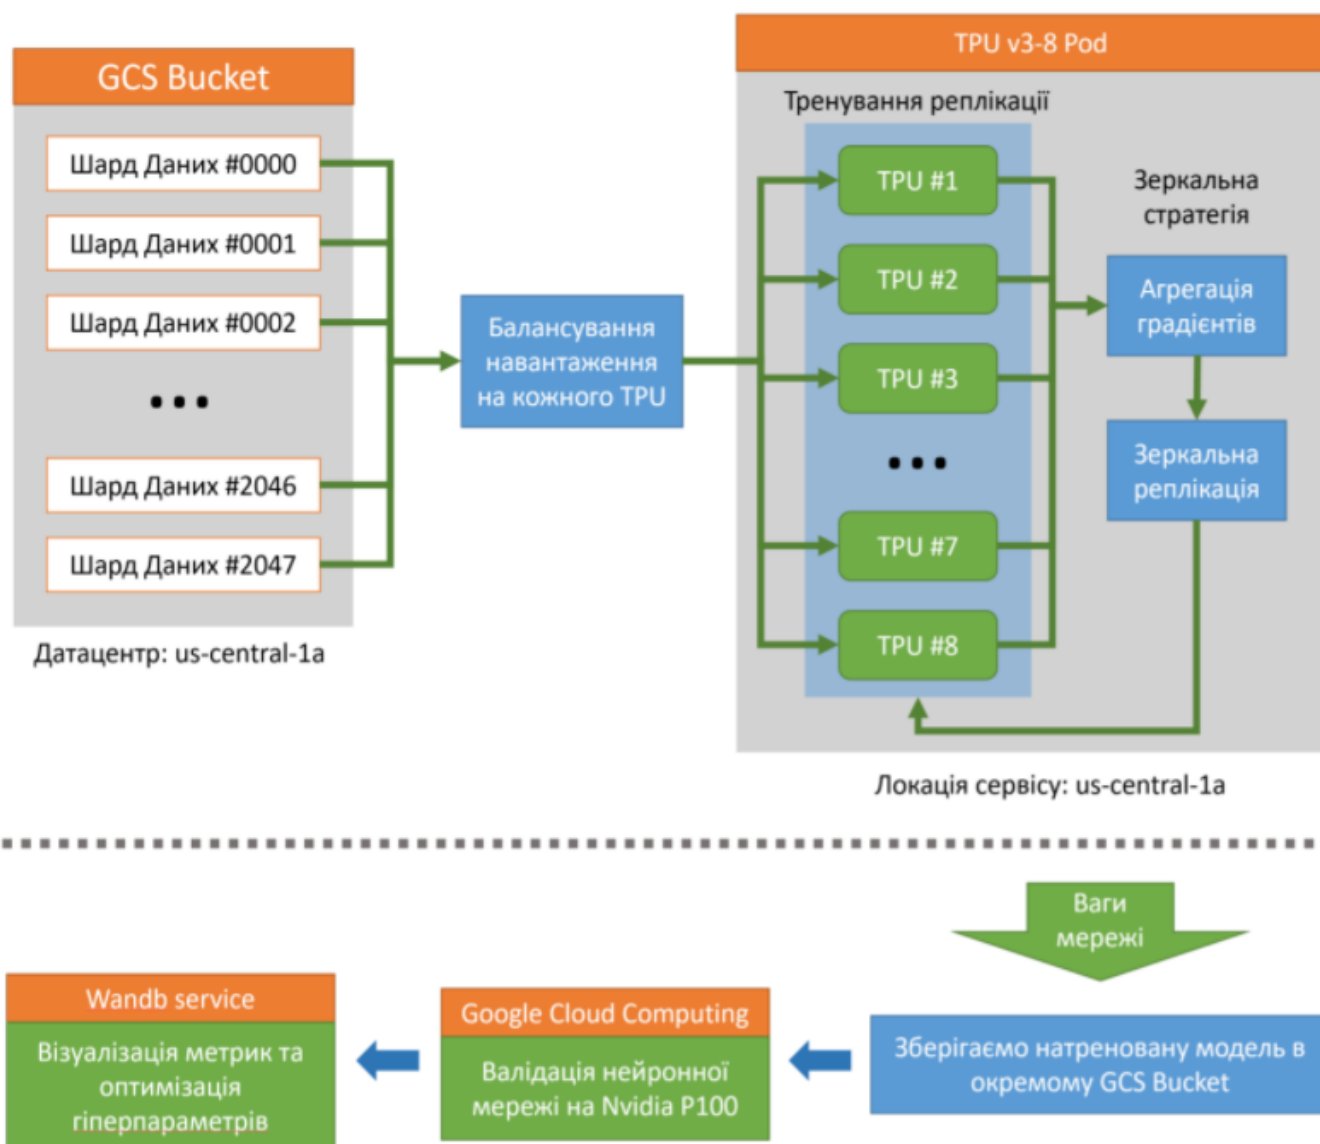 GCS Bucket
Шард Даних #0000
Шард Даних #0001
Шард Даних #0002
...
Шард Даних #2046
Шард Даних #2047
Датацентр: us-central-1a
Балансування
навантаження
на кожного TPU
TPU v3-8 Pod
Тренування реплікації
TPU #1
TPU #2
TPU #3
...
TPU #7
TPU #8
Зеркальна
стратегія
Агрегація
градієнтів
Зеркальна
реплікація
Локація сервісу: us-central-1a
Ваги
мережі
Зберігаємо натреновану модель в
окремому GCS Bucket
Google Cloud Computing
Валідація нейронної
мережі на Nvidia P100
Wandb service
Візуалізація метрик та
оптимізація
гіперпараметрів